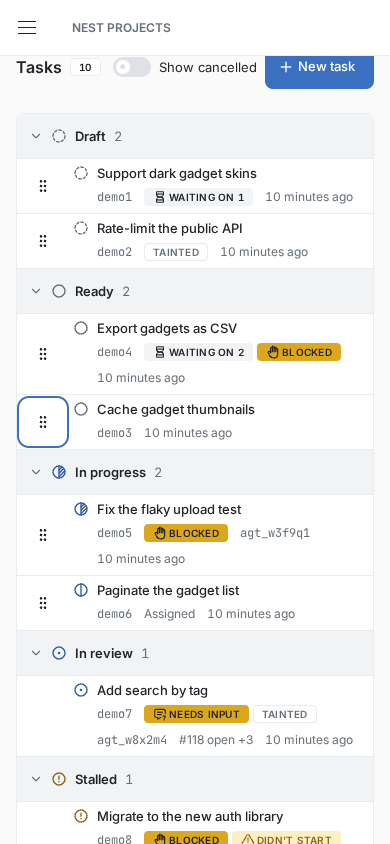 NEST PROJECTS
Tasks 10 Show cancelled + New task
Draft 2
Support dark gadget skins
demo1 WAITING ON 1 10 minutes ago
Rate-limit the public API
demo2 TAINTED 10 minutes ago
Ready 2
Export gadgets as CSV
demo4 WAITING ON 2 BLOCKED
10 minutes ago
Cache gadget thumbnails
demo3 10 minutes ago
In progress 2
Fix the flaky upload test
demo5 BLOCKED agt_w3f9q1
10 minutes ago
Paginate the gadget list
demo6 Assigned 10 minutes ago
In review 1
Add search by tag
demo7 NEEDS INPUT TAINTED
agt_w8x2m4 #118 open +3 10 minutes ago
Stalled 1
Migrate to the new auth library
demo8 BLOCKED DIDN'T START